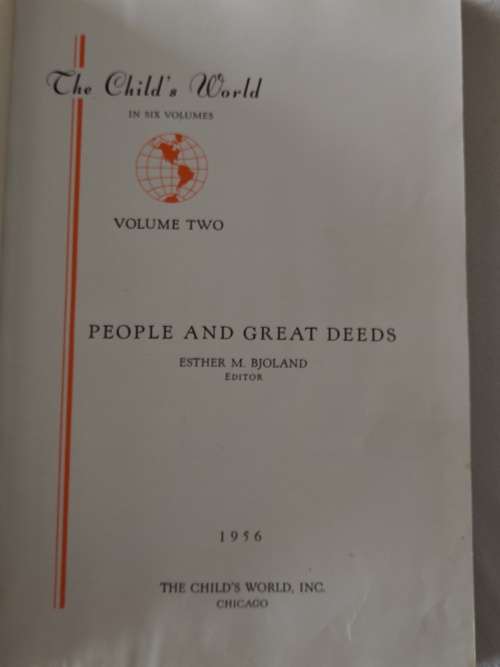 The Child's World
IN SIX VOLUMES
VOLUME TWO
PEOPLE AND GREAT DEEDS
ESTHER M. BJOLAND
EDITOR
1956
THE CHILD'S WORLD, INC.
CHICAGO